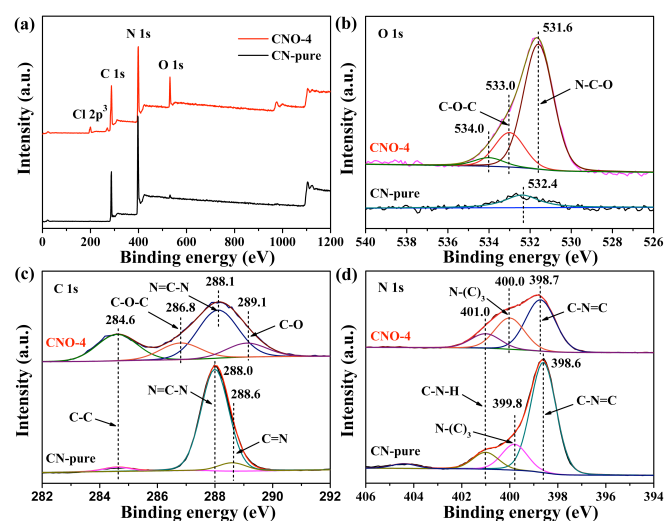 (a)
N 1s
CNO-4
CN-pure
C 1s
O 1s
Cl 2p3
Intensity (a.u.)
0 200 400 600 800 1000 1200
Binding energy (eV)
(b)
O 1s
531.6
533.0
N-C-O
C-O-C
534.0
CNO-4
CN-pure
532.4
Intensity (a.u.)
540 538 536 534 532 530 528 526
Binding energy (eV)
(c)
C 1s
N=C-N
288.1
C-O-C
286.8
289.1
284.6
C-O
CNO-4
288.0
N=C-N
288.6
C-C
C=N
CN-pure
Intensity (a.u.)
282 284 286 288 290 292
Binding energy (eV)
(d)
N 1s
400.0
398.7
N-(C)3
401.0
C-N=C
CNO-4
398.6
C-N-H
399.8
C-N=C
N-(C)3
CN-pure
Intensity (a.u.)
406 404 402 400 398 396 394
Binding energy (eV)